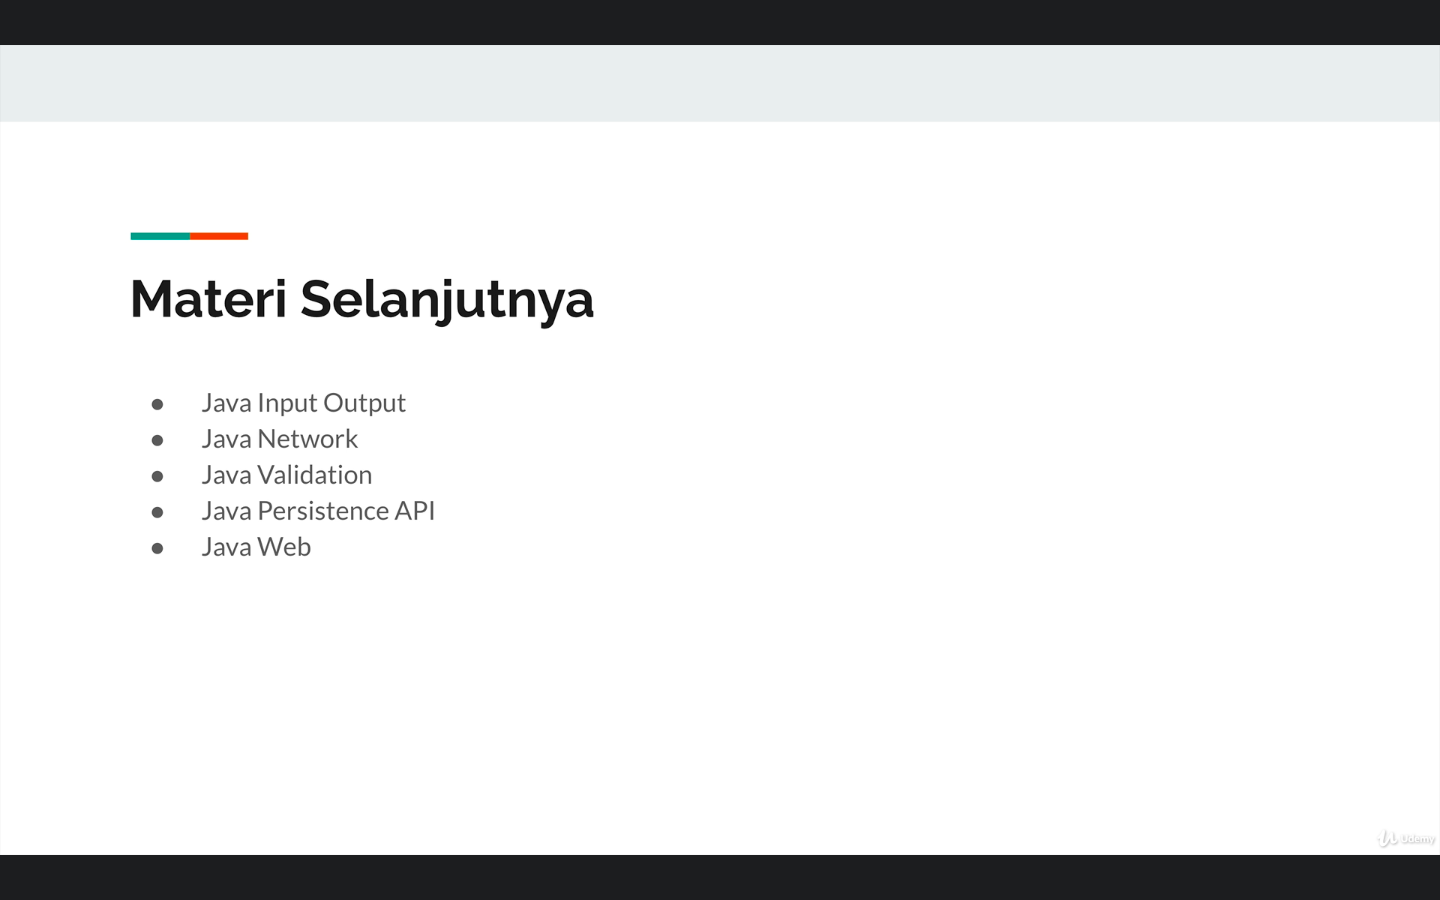 Materi Selanjutnya
● Java Input Output
● Java Network
● Java Validation
● Java Persistence API
● Java Web
Udemy